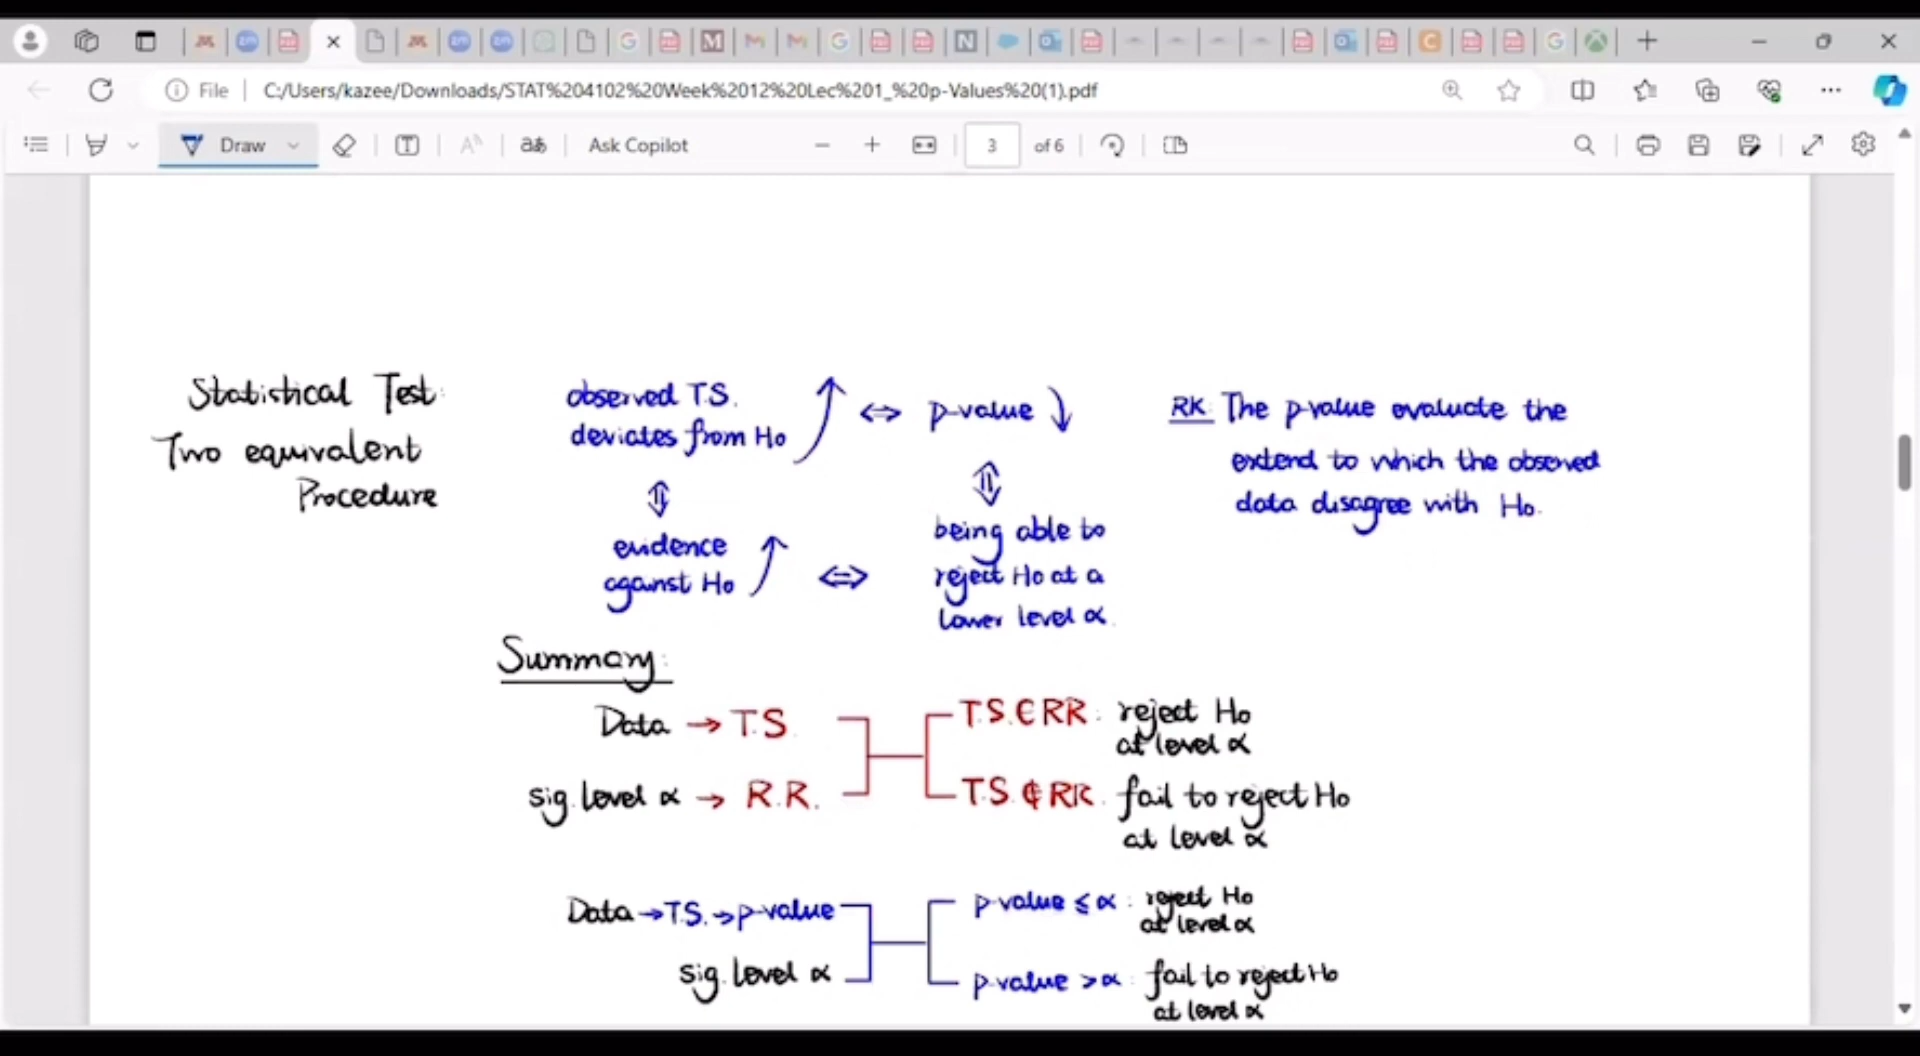 File
C:/Users/kazee/Downloads/STAT%204102%20Week%2012%20Lec%201_%20p-Values%20(1).pdf
Draw
Ask Copilot
3 of 6
Statistical Test:
Two equivalent
Procedure
observed T.S.
deviates from Ho
⇔ p-value
RK: The p-value evaluate the
extend to which the observed
data disagree with Ho.
⇕
⇕
evidence
against Ho
⇔
being able to
reject Ho at a
lower level α.
Summary:
Data → T.S.
T.S. ∈ RR: reject Ho
at level α
sig. level α → R.R.
T.S. ∉ RR. fail to reject Ho
at level α
Data → T.S. → p-value
p-value ≤ α: reject Ho
at level α
sig. level α
p-value > α: fail to reject Ho
at level α